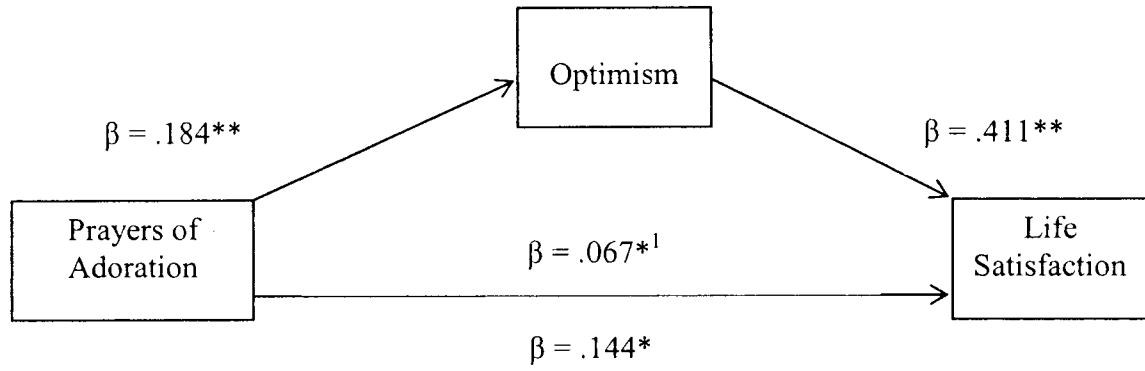 Optimism
β = .184**
β = .411**
Prayers of
Adoration
β = .067*¹
Life
Satisfaction
β = .144*